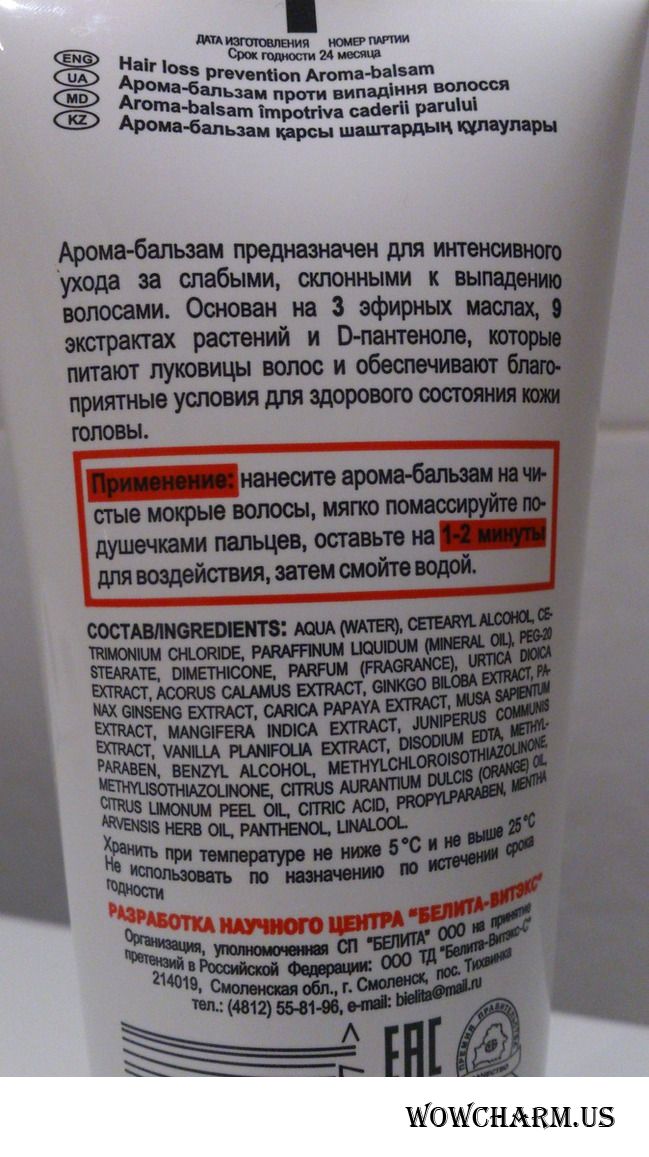 ДАТА ИЗГОТОВЛЕНИЯ НОМЕР ПАРТИИ
Срок годности 24 месяца
ENG Hair loss prevention Aroma-balsam
UA Арома-бальзам проти випадіння волосся
MD Aroma-balsam împotriva caderii parului
KZ Арома-бальзам қарсы шаштардың құлаулары
Арома-бальзам предназначен для интенсивного
ухода за слабыми, склонными к выпадению
волосами. Основан на 3 эфирных маслах, 9
экстрактах растений и D-пантеноле, которые
питают луковицы волос и обеспечивают благо-
приятные условия для здорового состояния кожи
головы.
Применение: нанесите арома-бальзам на чи-
стые мокрые волосы, мягко помассируйте по-
душечками пальцев, оставьте на 1-2 минуты
для воздействия, затем смойте водой.
СОСТАВ/INGREDIENTS: AQUA (WATER), CETEARYL ALCOHOL, CE-
TRIMONIUM CHLORIDE, PARAFFINUM LIQUIDUM (MINERAL OIL), PEG-20
STEARATE, DIMETHICONE, PARFUM (FRAGRANCE), URTICA DIOICA
EXTRACT, ACORUS CALAMUS EXTRACT, GINKGO BILOBA EXTRACT, PA-
NAX GINSENG EXTRACT, CARICA PAPAYA EXTRACT, MUSA SAPIENTUM
EXTRACT, MANGIFERA INDICA EXTRACT, JUNIPERUS COMMUNIS
EXTRACT, VANILLA PLANIFOLIA EXTRACT, DISODIUM EDTA, METHYL-
PARABEN, BENZYL ALCOHOL, METHYLCHLOROISOTHIAZOLINONE,
METHYLISOTHIAZOLINONE, CITRUS AURANTIUM DULCIS (ORANGE) OIL,
CITRUS LIMONUM PEEL OIL, CITRIC ACID, PROPYLPARABEN, MENTHA
ARVENSIS HERB OIL, PANTHENOL, LINALOOL.
Хранить при температуре не ниже 5°C и не выше 25°C
Не использовать по назначению по истечении срока
годности
РАЗРАБОТКА НАУЧНОГО ЦЕНТРА "БЕЛИТА-ВИТЭКС"
Организация, уполномоченная СП "БЕЛИТА" ООО на принятие
претензий в Российской Федерации: ООО ТД "Белита-Витэкс-С"
214019, Смоленская обл., г. Смоленск, пос. Тихвинка
тел.: (4812) 55-81-96, e-mail: bielita@mail.ru
EAC
ПРЕМИЯ ПРАВИТЕЛЬСТВА
WOWCHARM.US